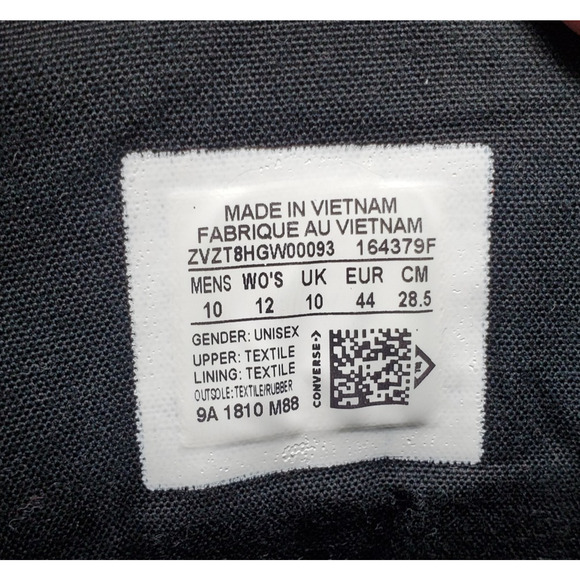 MADE IN VIETNAM
FABRIQUE AU VIETNAM
ZVZT8HGW00093 164379F
MENS WO'S UK EUR CM
10 12 10 44 28.5
GENDER: UNISEX
UPPER: TEXTILE
LINING: TEXTILE
OUTSOLE: TEXTILE/RUBBER
9A 1810 M88
CONVERSE